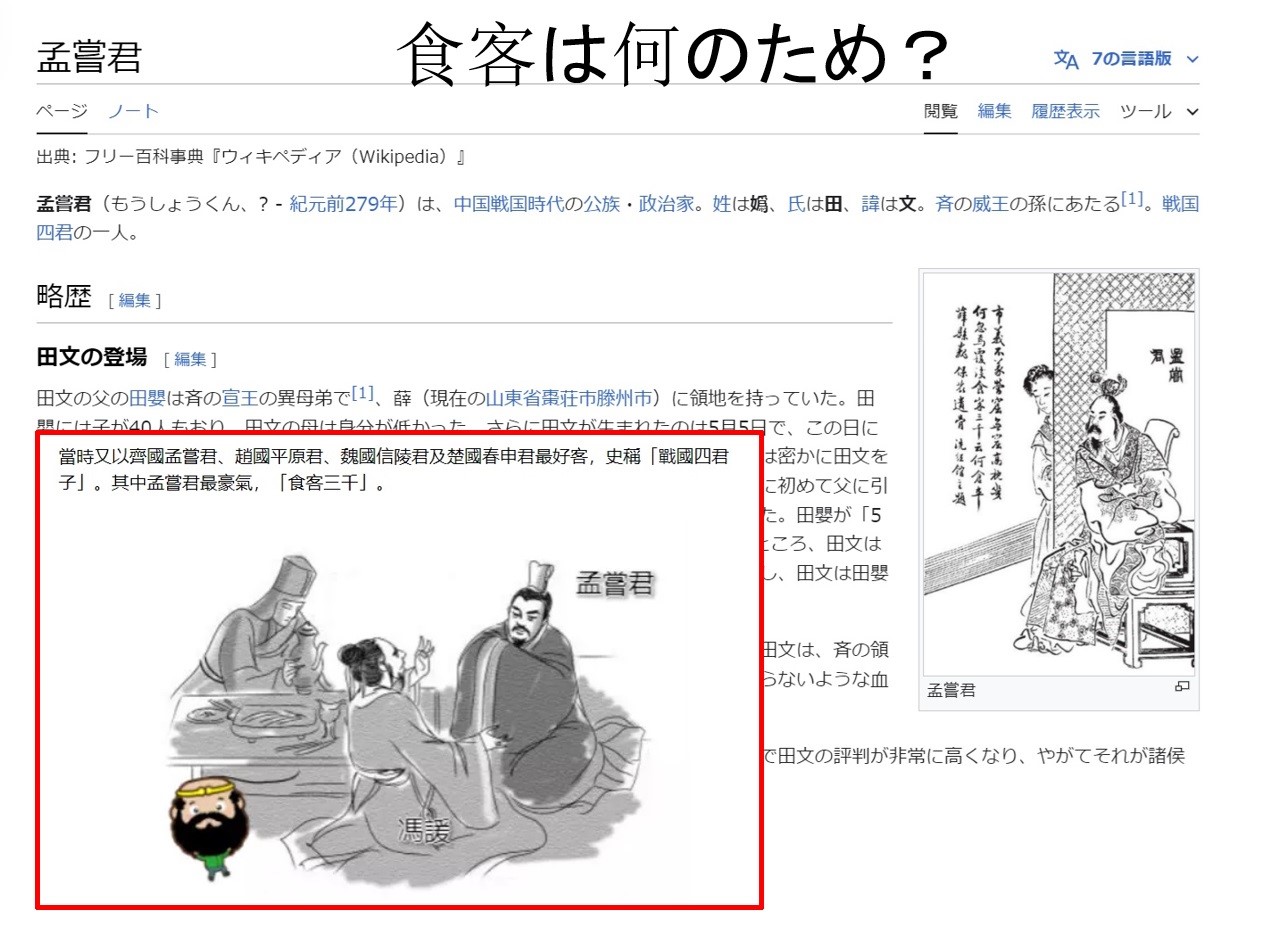 孟嘗君
食客は何のため？
7の言語版
ページ ノート
閲覧 編集 履歴表示 ツール
出典: フリー百科事典『ウィキペディア（Wikipedia）』
孟嘗君（もうしょうくん、? - 紀元前279年）は、中国戦国時代の公族・政治家。姓は嬀、氏は田、諱は文。斉の威王の孫にあたる[1]。戦国
四君の一人。
略歴 [ 編集 ]
田文の登場 [ 編集 ]
田文の父の田嬰は斉の宣王の異母弟で[1]、薛（現在の山東省棗荘市滕州市）に領地を持っていた。田
嬰には子が40人もおり、田文の母は身分が低かった。さらに田文が生まれたのは5月5日で、この日に
は密かに田文を
に初めて父に引
た。田嬰が「5
ところ、田文は
し、田文は田嬰
田文は、斉の領
らないような血
で田文の評判が非常に高くなり、やがてそれが諸侯
當時又以齊國孟嘗君、趙國平原君、魏國信陵君及楚國春申君最好客，史稱「戰國四君
子」。其中孟嘗君最豪氣，「食客三千」。
孟嘗君
馮諼
市義不羨營窟為
孟嘗君
孟嘗君